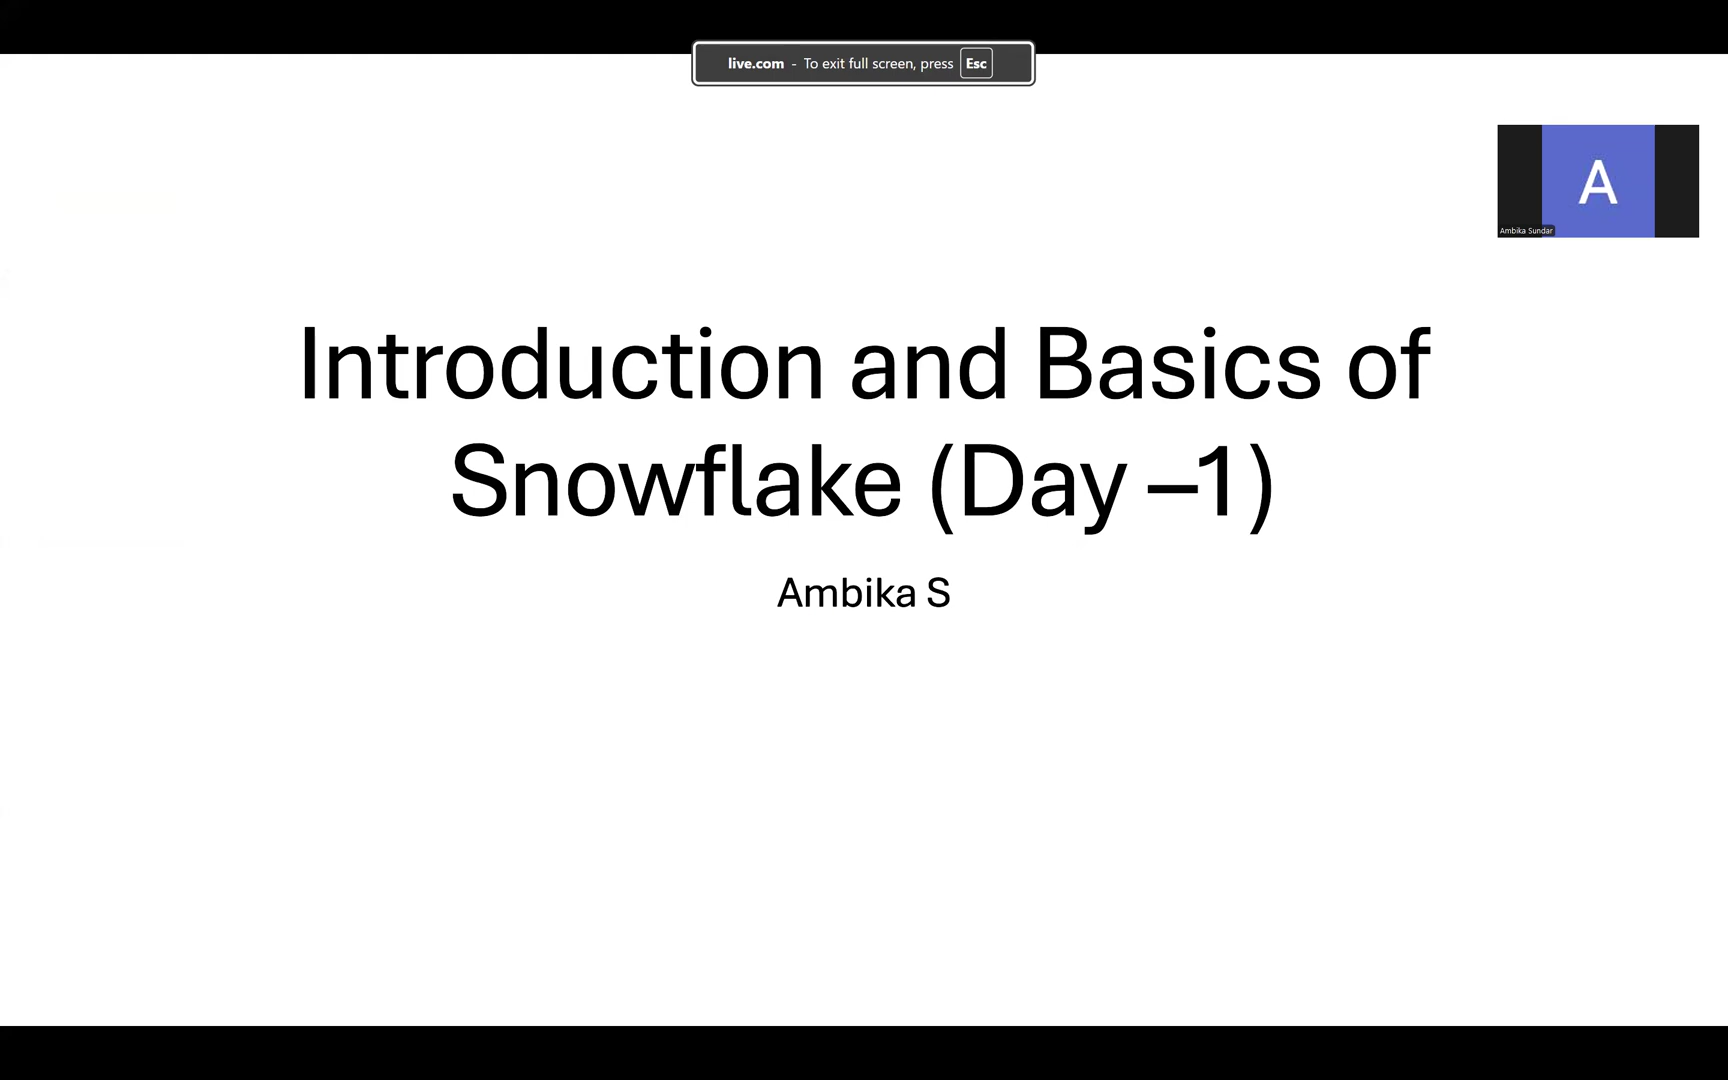 live.com - To exit full screen, press Esc
A
Ambika Sundar
Introduction and Basics of
Snowflake (Day –1)
Ambika S